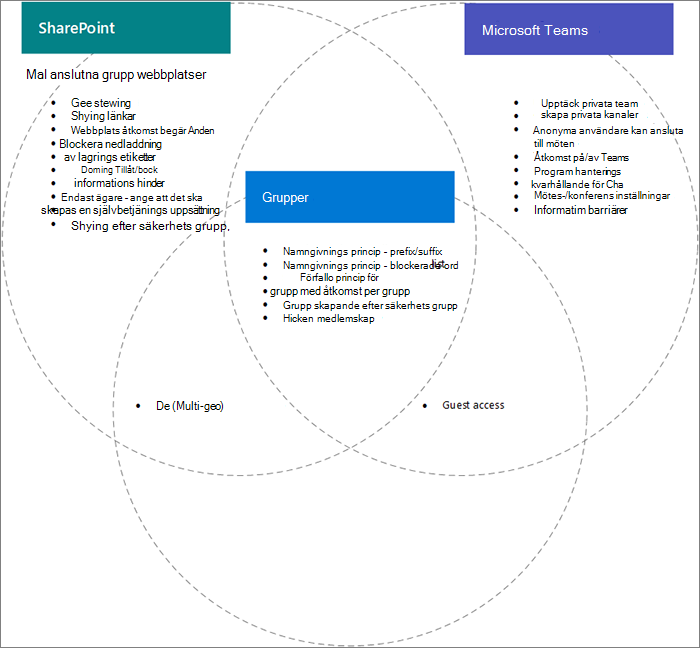 SharePoint
Mal anslutna grupp webbplatser
Gee stewing
Shying länkar
Webbplats åtkomst begär Anden
Blockera nedladdning
av lagrings etiketter
Doming Tillåt/bock
informations hinder
Endast ägare - ange att det ska
skapas en självbetjänings uppsättning
Shying efter säkerhets grupp,
Microsoft Teams
Upptäck privata team
skapa privata kanaler
Anonyma användare kan ansluta
till möten
Åtkomst på/av Teams
Program hanterings
kvarhållande för Cha
Mötes-/konferens inställningar
Informatim barriärer
Grupper
Namngivnings princip - prefix/suffix
Namngivnings princip - blockerade ord
list
Förfallo princip för
grupp med åtkomst per grupp
Grupp skapande efter säkerhets grupp
Hicken medlemskap
De (Multi-geo)
Guest access